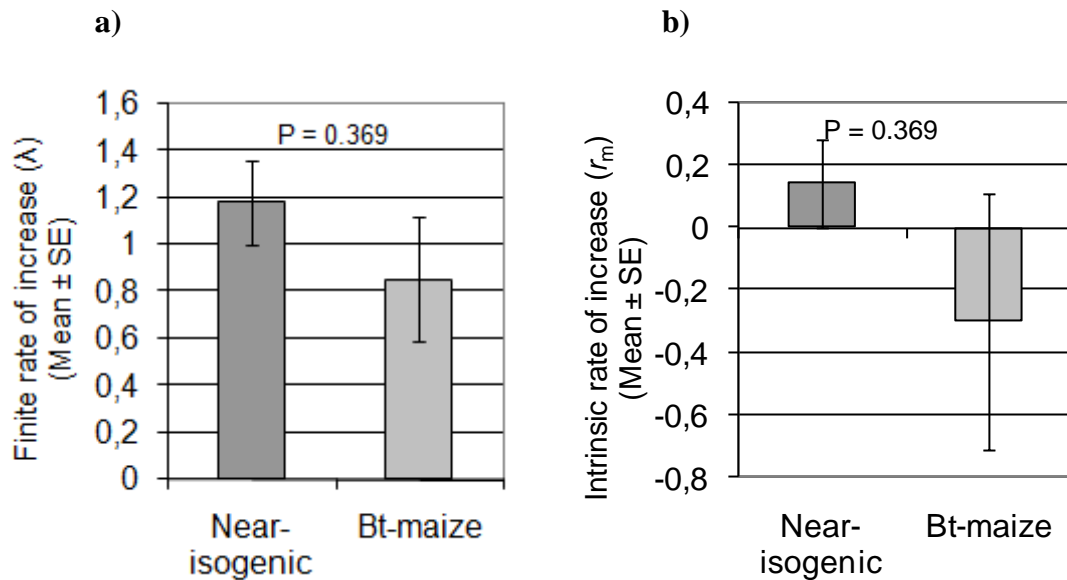 a)
Finite rate of increase (λ)
(Mean ± SE)
1,6
1,4
1,2
1
0,8
0,6
0,4
0,2
0
P = 0.369
Near-
isogenic
Bt-maize
b)
Intrinsic rate of increase (rm)
(Mean ± SE)
0,4
0,2
0
-0,2
-0,4
-0,6
-0,8
P = 0.369
Near-
isogenic
Bt-maize